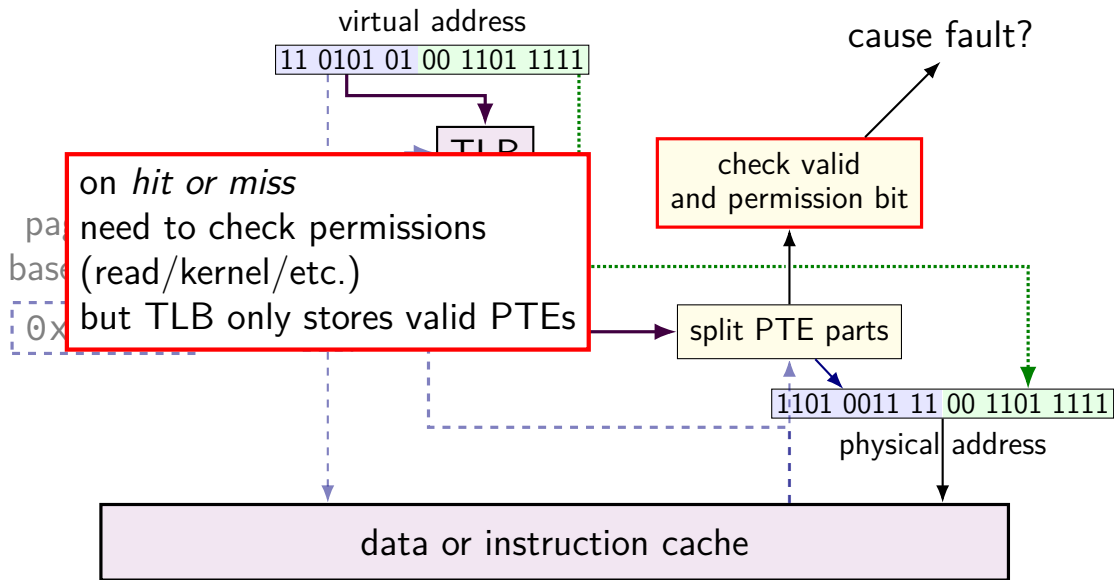 virtual address
11 0101 01 00 1101 1111
cause fault?
TLB
check valid
and permission bit
on hit or miss
need to check permissions
(read/kernel/etc.)
but TLB only stores valid PTEs
base
0x
split PTE parts
1101 0011 11 00 1101 1111
physical address
data or instruction cache